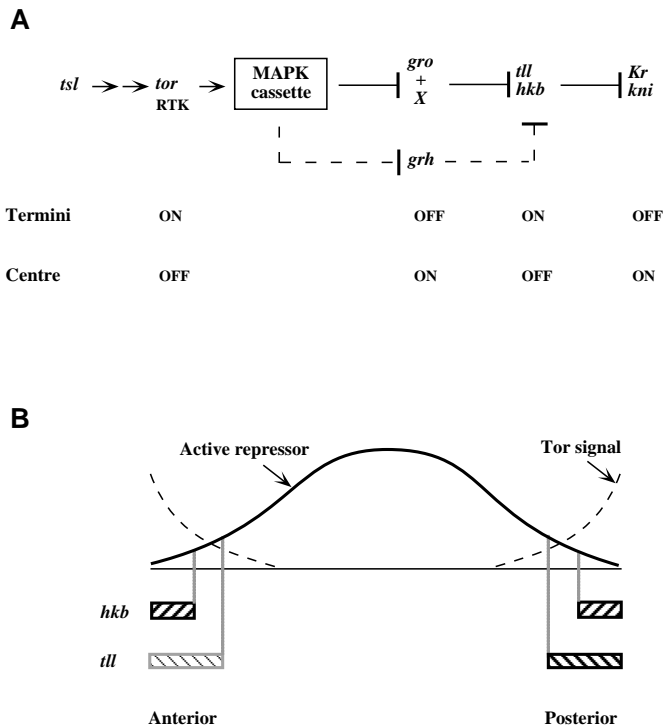 A
tsl tor RTK MAPK cassette gro + X tll hkb Kr kni
grh
Termini ON OFF ON OFF
Centre OFF ON OFF ON
B
Active repressor Tor signal
hkb
tll
Anterior Posterior